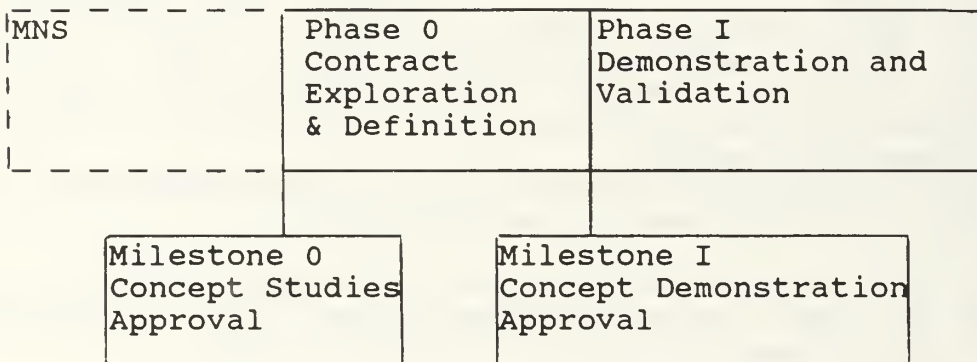 MNS
Phase 0
Contract
Exploration
& Definition
Phase I
Demonstration and
Validation
Milestone 0
Concept Studies
Approval
Milestone I
Concept Demonstration
Approval